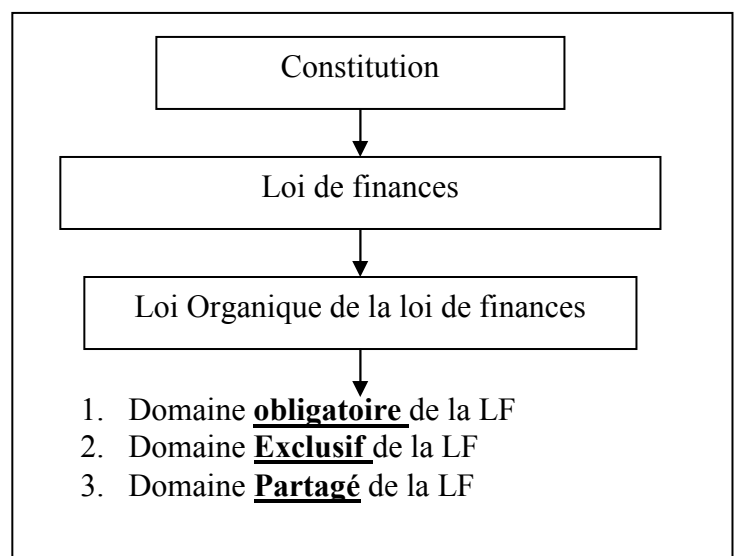 Constitution
Loi de finances
Loi Organique de la loi de finances
1. Domaine obligatoire de la LF
2. Domaine Exclusif de la LF
3. Domaine Partagé de la LF